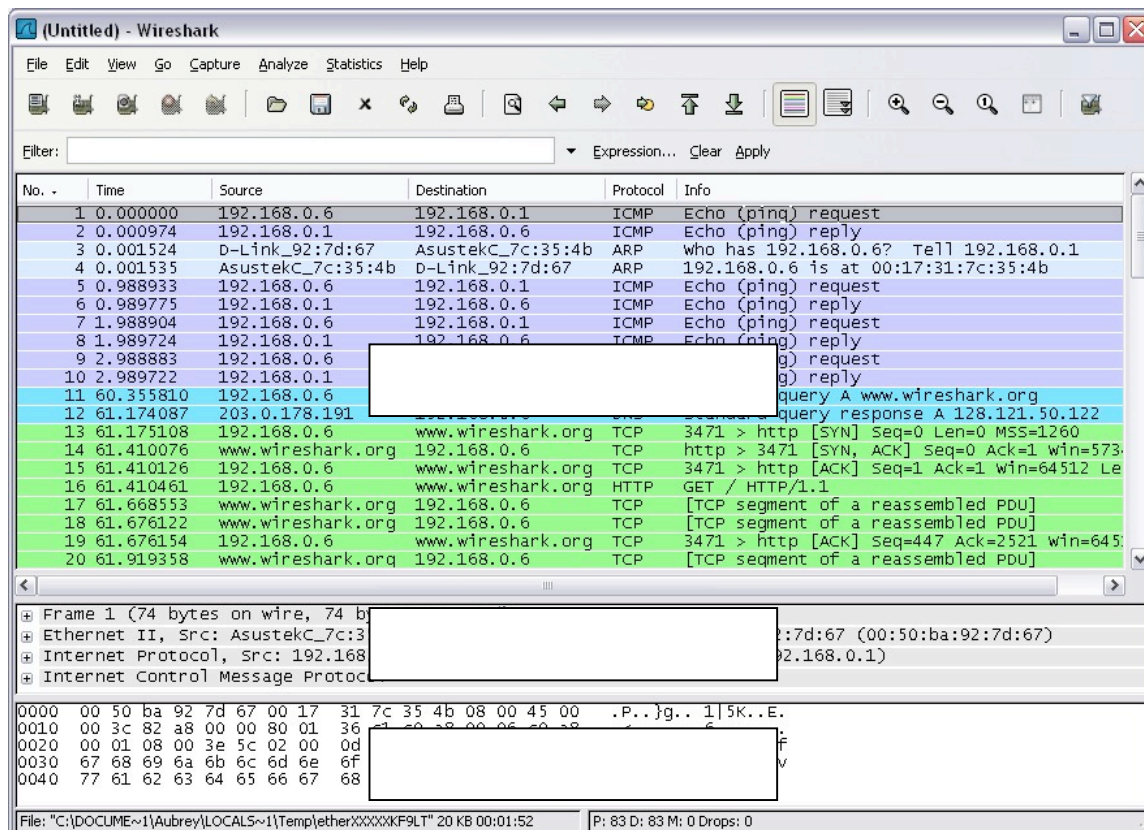 (Untitled) - Wireshark
File Edit View Go Capture Analyze Statistics Help
Filter: Expression... Clear Apply
No. - Time Source Destination Protocol Info
1 0.000000 192.168.0.6 192.168.0.1 ICMP Echo (ping) request
2 0.000974 192.168.0.1 192.168.0.6 ICMP Echo (ping) reply
3 0.001524 D-Link_92:7d:67 AsustekC_7c:35:4b ARP who has 192.168.0.6? Tell 192.168.0.1
4 0.001535 AsustekC_7c:35:4b D-Link_92:7d:67 ARP 192.168.0.6 is at 00:17:31:7c:35:4b
5 0.988933 192.168.0.6 192.168.0.1 ICMP Echo (ping) request
6 0.989775 192.168.0.1 192.168.0.6 ICMP Echo (ping) reply
7 1.988904 192.168.0.6 192.168.0.1 ICMP Echo (ping) request
8 1.989724 192.168.0.1 192.168.0.6 ICMP Echo (ping) reply
9 2.988883 192.168.0.6 g) request
10 2.989722 192.168.0.1 g) reply
11 60.355810 192.168.0.6 query A www.wireshark.org
12 61.174087 203.0.178.191 query response A 128.121.50.122
13 61.175108 192.168.0.6 www.wireshark.org TCP 3471 > http [SYN] Seq=0 Len=0 MSS=1260
14 61.410076 www.wireshark.org 192.168.0.6 TCP http > 3471 [SYN, ACK] Seq=0 Ack=1 Win=573
15 61.410126 192.168.0.6 www.wireshark.org TCP 3471 > http [ACK] Seq=1 Ack=1 Win=64512 Le
16 61.410461 192.168.0.6 www.wireshark.org HTTP GET / HTTP/1.1
17 61.668553 www.wireshark.org 192.168.0.6 TCP [TCP segment of a reassembled PDU]
18 61.676122 www.wireshark.org 192.168.0.6 TCP [TCP segment of a reassembled PDU]
19 61.676154 192.168.0.6 www.wireshark.org TCP 3471 > http [ACK] Seq=447 Ack=2521 Win=645
20 61.919358 www.wireshark.org 192.168.0.6 TCP [TCP segment of a reassembled PDU]
Frame 1 (74 bytes on wire, 74 b
Ethernet II, Src: AsustekC_7c:3 2:7d:67 (00:50:ba:92:7d:67)
Internet Protocol, Src: 192.168 92.168.0.1)
Internet Control Message Protoc
0000 00 50 ba 92 7d 67 00 17 31 7c 35 4b 08 00 45 00 .P..}g.. 1|5K..E.
0010 00 3c 82 a8 00 00 80 01 36
0020 00 01 08 00 3e 5c 02 00 0d f
0030 67 68 69 6a 6b 6c 6d 6e 6f v
0040 77 61 62 63 64 65 66 67 68
File: "C:\DOCUME~1\Aubrey\LOCALS~1\Temp\etherXXXXXKF9LT" 20 KB 00:01:52 P: 83 D: 83 M: 0 Drops: 0